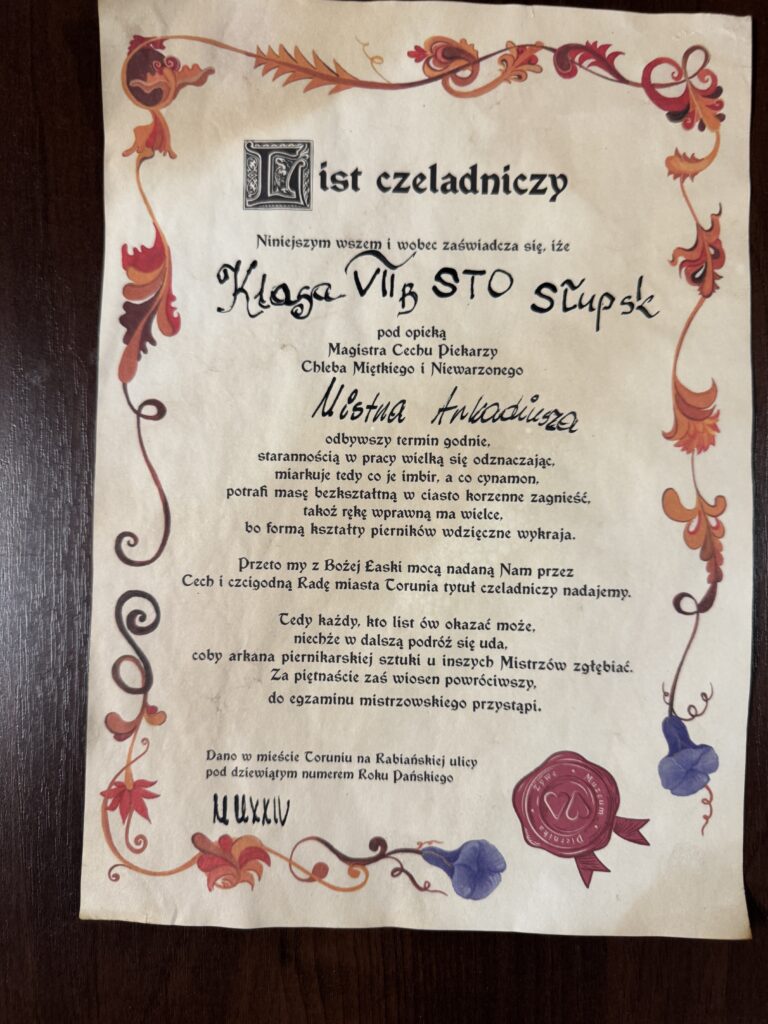 List czeladniczy
Niniejszym wszem i wobec zaświadcza się, iże
Klasa VII B STO Słupsk
pod opieką
Magistra Cechu Piekarzy
Chleba Miętkiego i Niewarzonego
Mistrza Arkadiusza
odbywszy termin godnie,
starannością w pracy wielką się odznaczając,
miarkuje tedy co je imbir, a co cynamon,
potrafi masę bezkształtną w ciasto korzenne zagnieść,
takoż rękę wprawną ma wielce,
bo formą kształty pierników wdzięczne wykraja.
Przeto my z Bożej Łaski mocą nadaną Nam przez
Cech i czcigodną Radę miasta Torunia tytuł czeladniczy nadajemy.
Tedy każdy, kto list ów okazać może,
niechże w dalszą podróż się uda,
coby arkana piernikarskiej sztuki u inszych Mistrzów zgłębiać.
Za piętnaście zaś wiosen powróciwszy,
do egzaminu mistrzowskiego przystąpi.
Dano w mieście Toruniu na Rabiańskiej ulicy
pod dziewiątym numerem Roku Pańskiego
MMXXIV
Żywe Muzeum Piernika